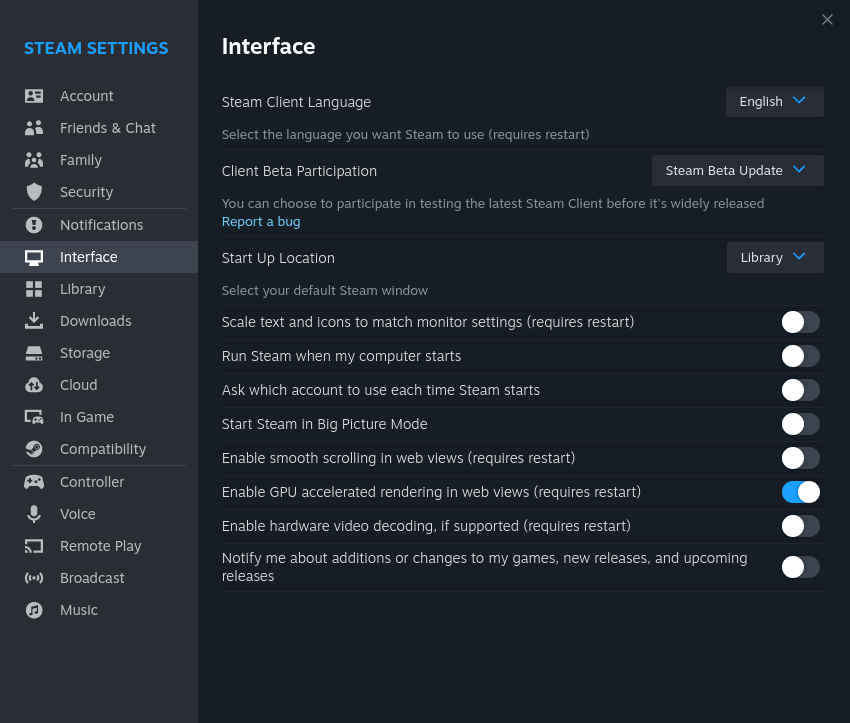 STEAM SETTINGS
Account
Friends & Chat
Family
Security
Notifications
Interface
Library
Downloads
Storage
Cloud
In Game
Compatibility
Controller
Voice
Remote Play
Broadcast
Music
Interface
Steam Client Language
English
Select the language you want Steam to use (requires restart)
Client Beta Participation
Steam Beta Update
You can choose to participate in testing the latest Steam Client before it's widely released
Report a bug
Start Up Location
Library
Select your default Steam window
Scale text and icons to match monitor settings (requires restart)
Run Steam when my computer starts
Ask which account to use each time Steam starts
Start Steam in Big Picture Mode
Enable smooth scrolling in web views (requires restart)
Enable GPU accelerated rendering in web views (requires restart)
Enable hardware video decoding, if supported (requires restart)
Notify me about additions or changes to my games, new releases, and upcoming
releases